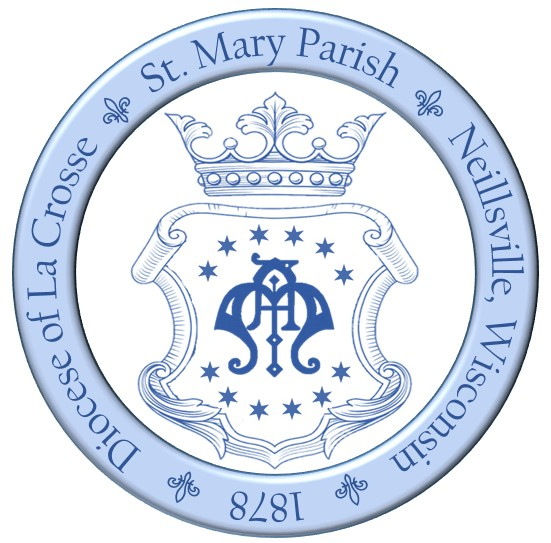 St. Mary Parish
Neillsville, Wisconsin
1878
Diocese of La Crosse